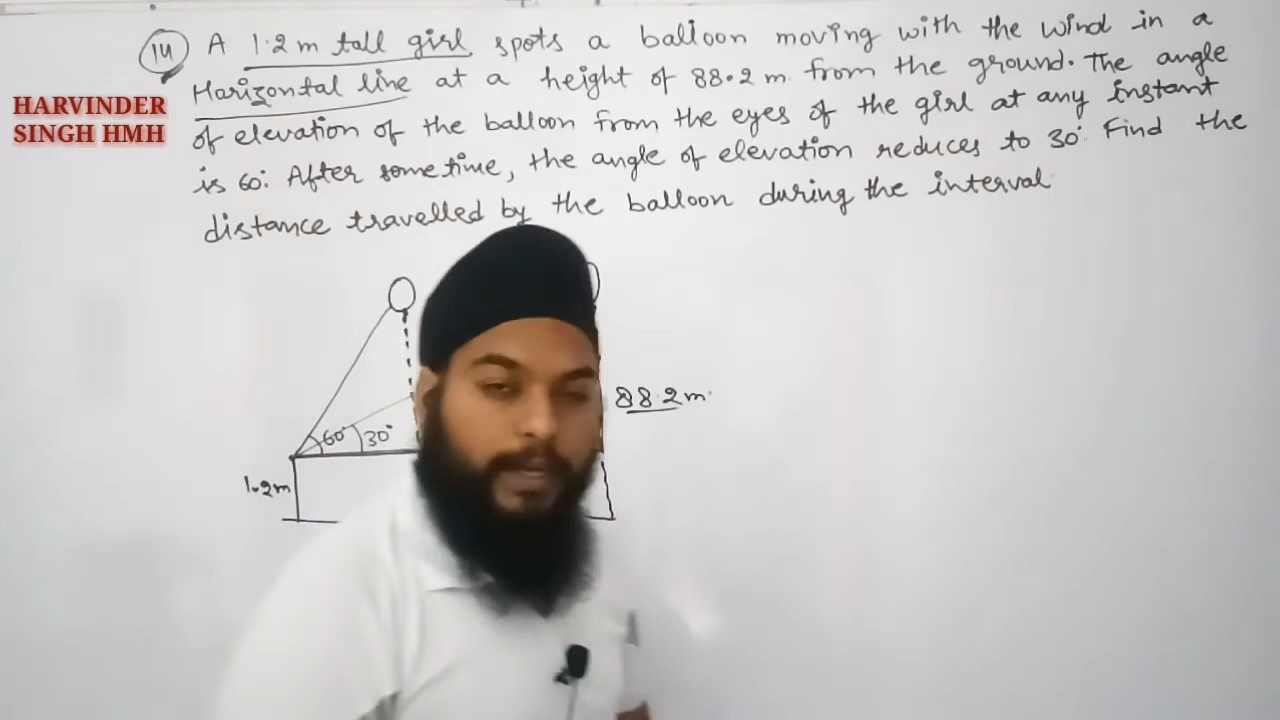 14 A 1.2 m tall girl spots a balloon moving with the wind in a
Horizontal line at a height of 88.2 m from the ground. The angle
of elevation of the balloon from the eyes of the girl at any instant
is 60°. After some time, the angle of elevation reduces to 30°. Find the
distance travelled by the balloon during the interval
HARVINDER
SINGH HMH
88.2 m.
60° 30°
1.2m